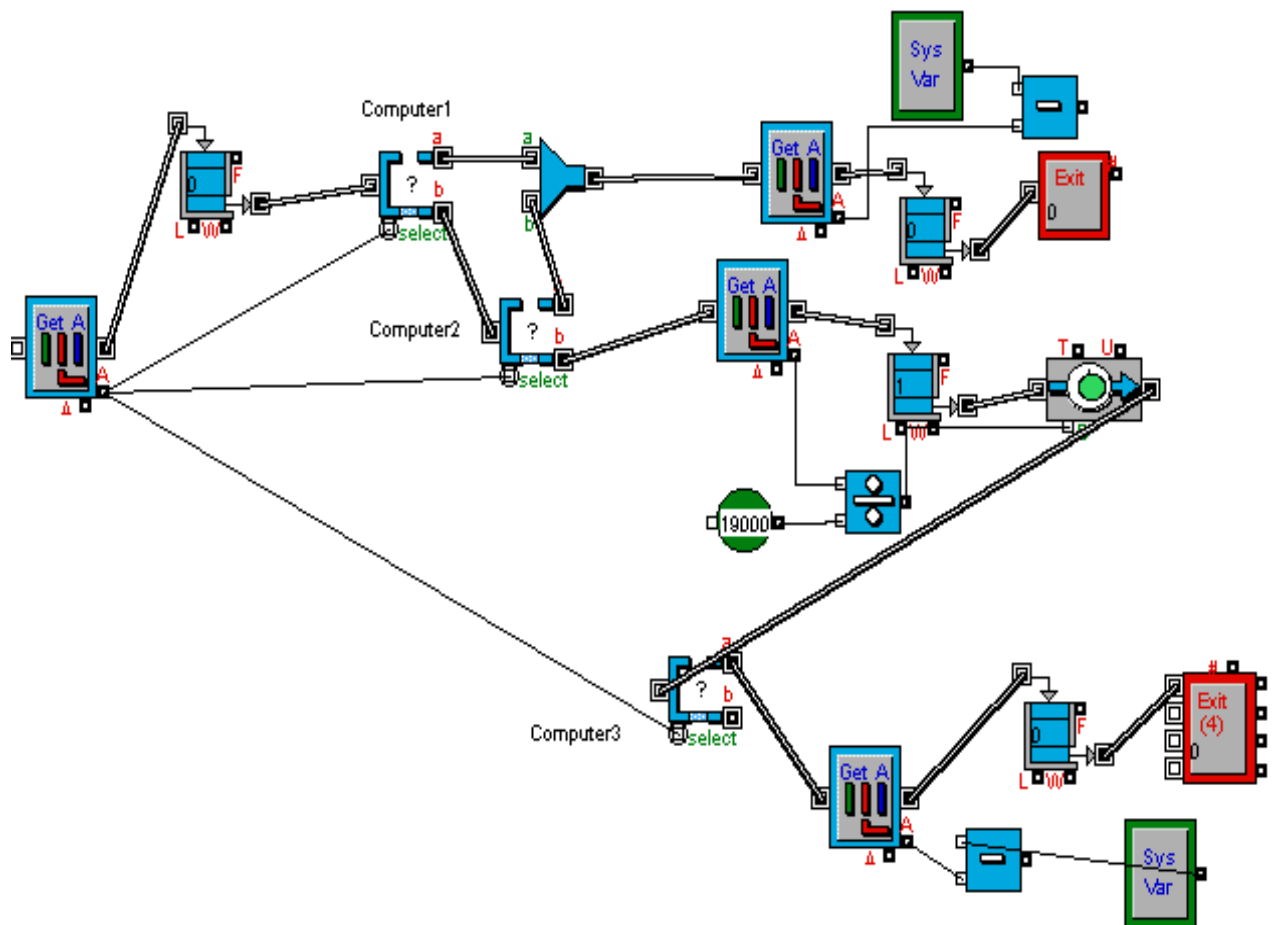 Sys
Var
Computer1
a
a
Get A
Exit
0
F
?
b
0
F
L W
select
b
A
Δ
0
F
L W
Get A
Computer2
?
b
Get A
A
T U
A
Δ
select
Δ
1
F
L W
19000
a
?
b
#
Exit
(4)
0
Computer3
select
0
F
Get A
L W
A
Δ
Sys
Var